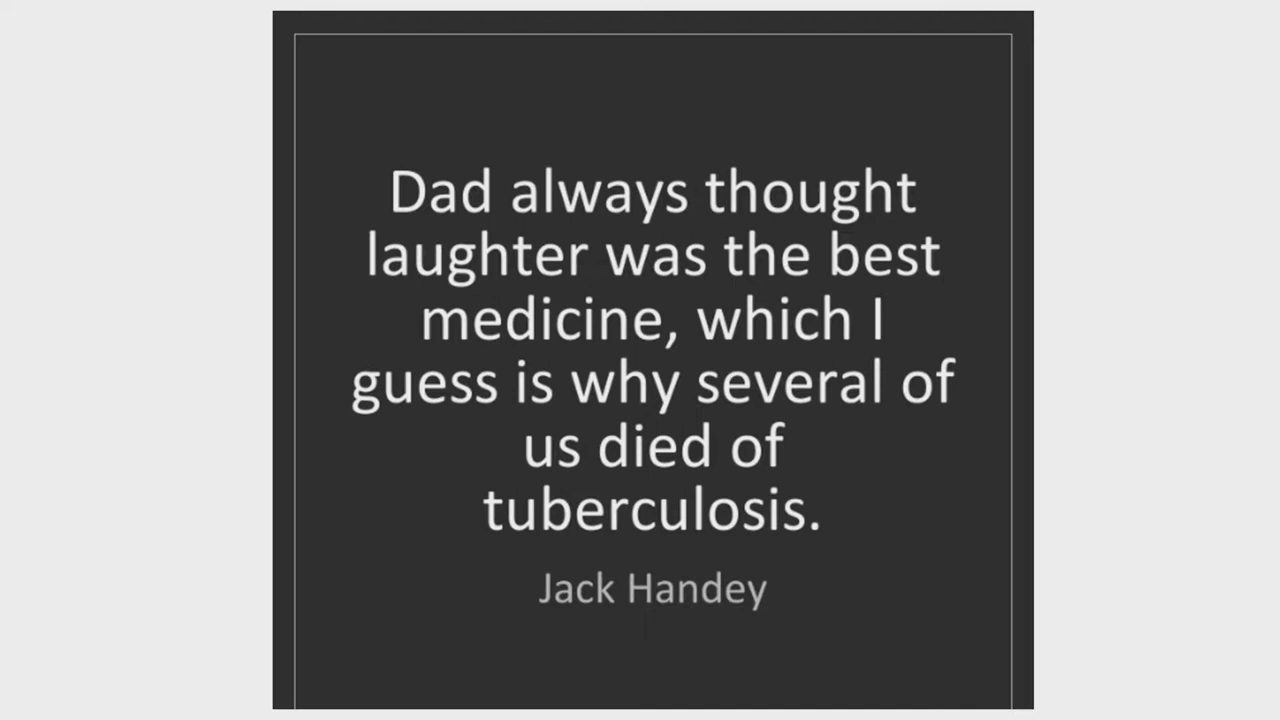 Dad always thought
laughter was the best
medicine, which I
guess is why several of
us died of
tuberculosis.
Jack Handey